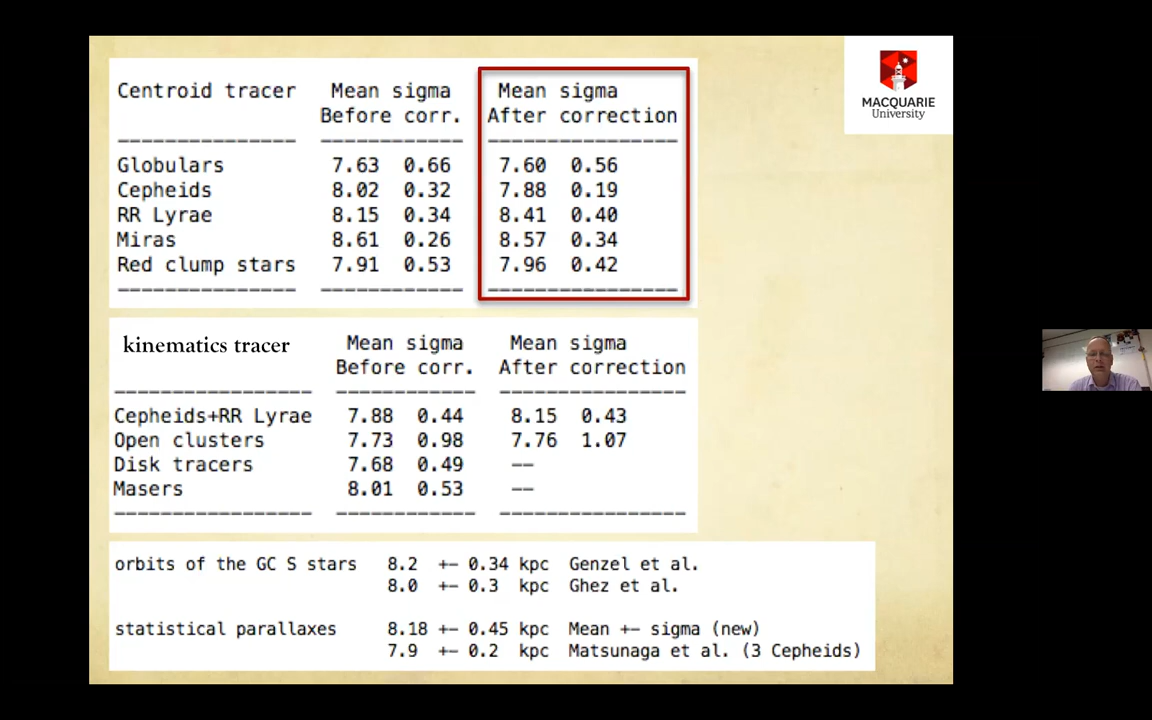 Centroid tracer Mean sigma Mean sigma
Before corr. After correction
--------------- ------------ ----------------
Globulars 7.63 0.66 7.60 0.56
Cepheids 8.02 0.32 7.88 0.19
RR Lyrae 8.15 0.34 8.41 0.40
Miras 8.61 0.26 8.57 0.34
Red clump stars 7.91 0.53 7.96 0.42
--------------- ------------ ----------------
MACQUARIE
University
kinematics tracer Mean sigma Mean sigma
Before corr. After correction
----------------- ------------ ----------------
Cepheids+RR Lyrae 7.88 0.44 8.15 0.43
Open clusters 7.73 0.98 7.76 1.07
Disk tracers 7.68 0.49 --
Masers 8.01 0.53 --
----------------- ------------ ----------------
orbits of the GC S stars 8.2 +- 0.34 kpc Genzel et al.
8.0 +- 0.3 kpc Ghez et al.
statistical parallaxes 8.18 +- 0.45 kpc Mean +- sigma (new)
7.9 +- 0.2 kpc Matsunaga et al. (3 Cepheids)